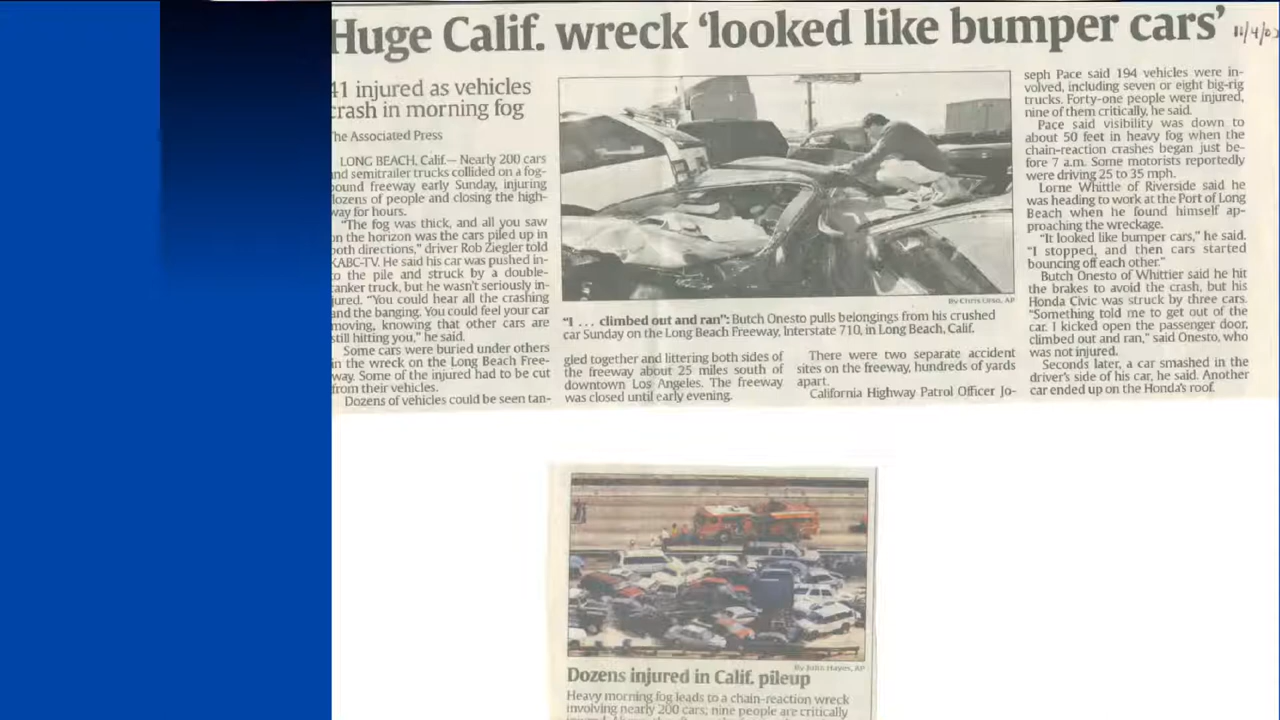 Huge Calif. wreck ‘looked like bumper cars’
11/4/02
41 injured as vehicles
crash in morning fog
The Associated Press
LONG BEACH, Calif.— Nearly 200 cars
and semitrailer trucks collided on a fog-
bound freeway early Sunday, injuring
dozens of people and closing the high-
way for hours.
“The fog was thick, and all you saw
on the horizon was the cars piled up in
both directions,” driver Rob Ziegler told
KABC-TV. He said his car was pushed in-
to the pile and struck by a double-
tanker truck, but he wasn't seriously in-
jured. “You could hear all the crashing
and the banging. You could feel your car
moving, knowing that other cars are
still hitting you,” he said.
Some cars were buried under others
in the wreck on the Long Beach Free-
way. Some of the injured had to be cut
from their vehicles.
Dozens of vehicles could be seen tan-
By Chris Urso, AP
“I . . . climbed out and ran”: Butch Onesto pulls belongings from his crushed
car Sunday on the Long Beach Freeway, Interstate 710, in Long Beach, Calif.
gled together and littering both sides of
the freeway about 25 miles south of
downtown Los Angeles. The freeway
was closed until early evening.
There were two separate accident
sites on the freeway, hundreds of yards
apart.
California Highway Patrol Officer Jo-
seph Pace said 194 vehicles were in-
volved, including seven or eight big-rig
trucks. Forty-one people were injured,
nine of them critically, he said.
Pace said visibility was down to
about 50 feet in heavy fog when the
chain-reaction crashes began just be-
fore 7 a.m. Some motorists reportedly
were driving 25 to 35 mph.
Lorne Whittle of Riverside said he
was heading to work at the Port of Long
Beach when he found himself ap-
proaching the wreckage.
“It looked like bumper cars,” he said.
“I stopped, and then cars started
bouncing off each other.”
Butch Onesto of Whittier said he hit
the brakes to avoid the crash, but his
Honda Civic was struck by three cars.
“Something told me to get out of the
car. I kicked open the passenger door,
climbed out and ran,” said Onesto, who
was not injured.
Seconds later, a car smashed in the
driver's side of his car, he said. Another
car ended up on the Honda's roof.
By Julie Hayes, AP
Dozens injured in Calif. pileup
Heavy morning fog leads to a chain-reaction wreck
involving nearly 200 cars; nine people are critically